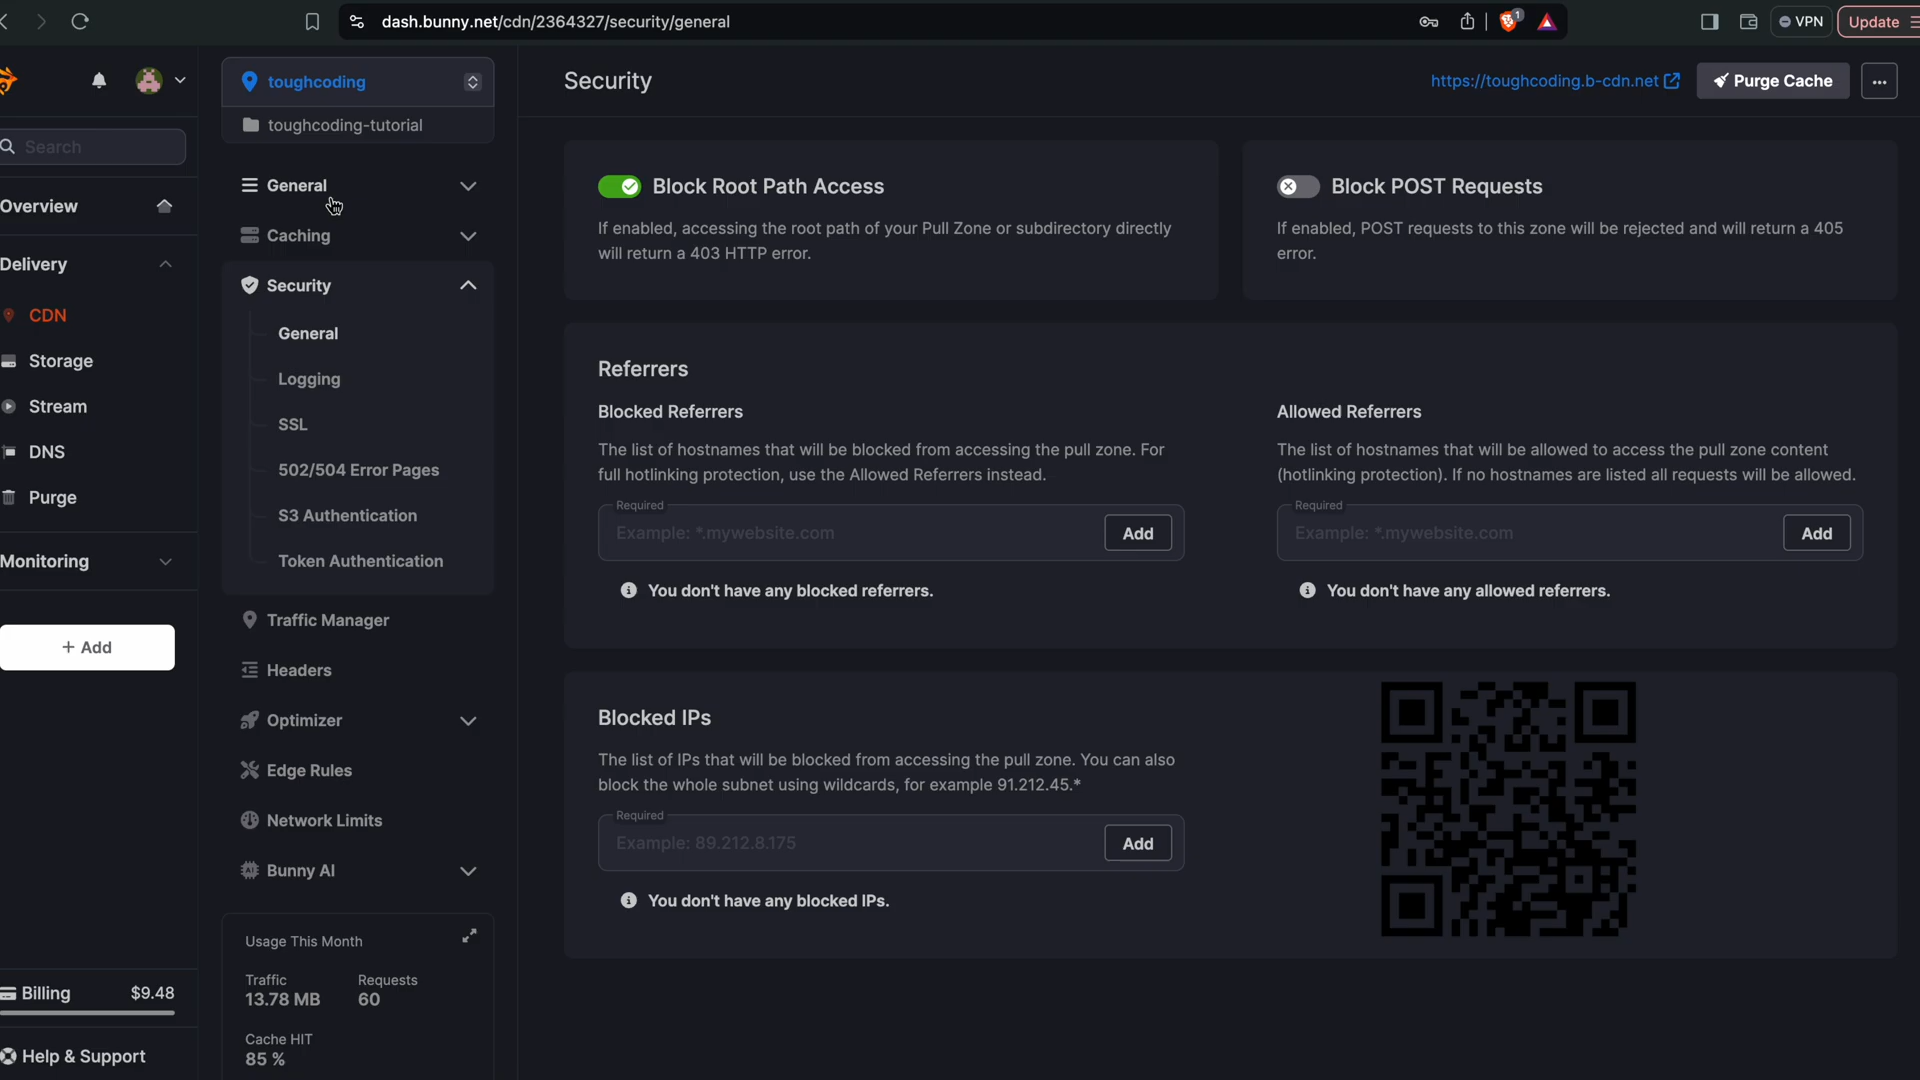 dash.bunny.net/cdn/2364327/security/general
1
VPN
Update
toughcoding
toughcoding-tutorial
Security
https://toughcoding.b-cdn.net
Purge Cache
Search
Overview
Delivery
CDN
Storage
Stream
DNS
Purge
Monitoring
+ Add
Billing $9.48
Help & Support
General
Caching
Security
General
Logging
SSL
502/504 Error Pages
S3 Authentication
Token Authentication
Traffic Manager
Headers
Optimizer
Edge Rules
Network Limits
AI Bunny AI
Usage This Month
Traffic Requests
13.78 MB 60
Cache HIT
85 %
Block Root Path Access
If enabled, accessing the root path of your Pull Zone or subdirectory directly
will return a 403 HTTP error.
Block POST Requests
If enabled, POST requests to this zone will be rejected and will return a 405
error.
Referrers
Blocked Referrers
The list of hostnames that will be blocked from accessing the pull zone. For
full hotlinking protection, use the Allowed Referrers instead.
Required
Example: *.mywebsite.com
Add
You don't have any blocked referrers.
Allowed Referrers
The list of hostnames that will be allowed to access the pull zone content
(hotlinking protection). If no hostnames are listed all requests will be allowed.
Required
Example: *.mywebsite.com
Add
You don't have any allowed referrers.
Blocked IPs
The list of IPs that will be blocked from accessing the pull zone. You can also
block the whole subnet using wildcards, for example 91.212.45.*
Required
Example: 89.212.8.175
Add
You don't have any blocked IPs.